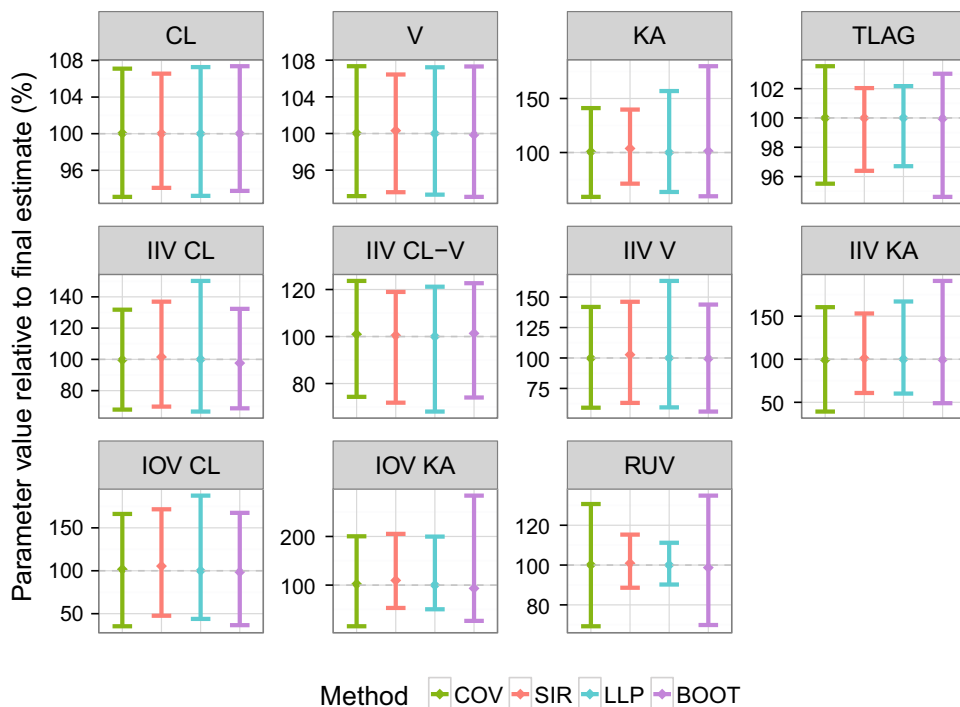 Parameter value relative to final estimate (%)
CL
V
KA
TLAG
108
104
100
96
108
104
100
96
150
100
102
100
98
96
IIV CL
IIV CL−V
IIV V
IIV KA
140
120
100
80
120
100
80
150
125
100
75
150
100
50
IOV CL
IOV KA
RUV
150
100
50
200
100
120
100
80
Method COV SIR LLP BOOT